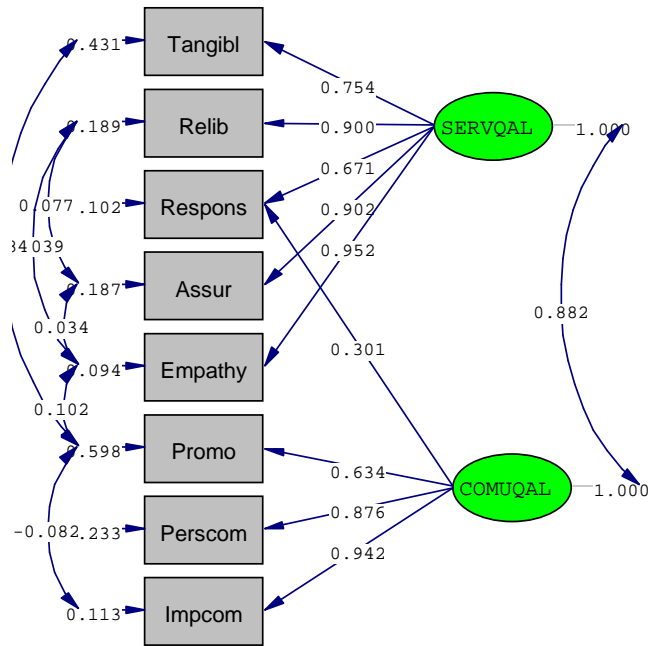 0.431
Tangibl
0.754
0.189
Relib
0.900
SERVQAL
1.000
0.671
0.077
.102
Respons
0.902
34039
0.952
0.187
Assur
0.882
0.034
0.301
0.094
Empathy
0.102
0.598
Promo
0.634
COMUQAL
1.000
0.876
-0.082
.233
Perscom
0.942
0.113
Impcom